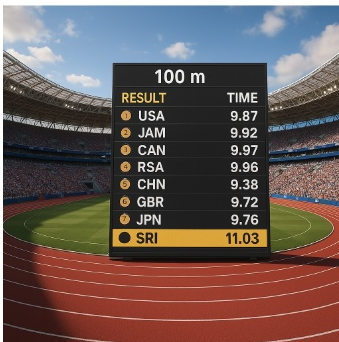 100 m
RESULT TIME
1 USA 9.87
2 JAM 9.92
3 CAN 9.97
4 RSA 9.96
5 CHN 9.38
6 GBR 9.72
7 JPN 9.76
SRI 11.03